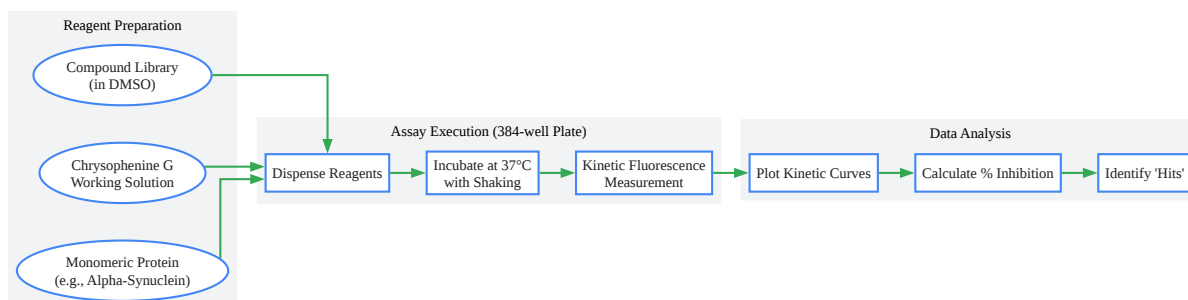 Reagent Preparation
Compound Library
(in DMSO)
Chrysophenine G
Working Solution
Monomeric Protein
(e.g., Alpha-Synuclein)
Assay Execution (384-well Plate)
Dispense Reagents
Incubate at 37°C
with Shaking
Kinetic Fluorescence
Measurement
Data Analysis
Plot Kinetic Curves
Calculate % Inhibition
Identify 'Hits'